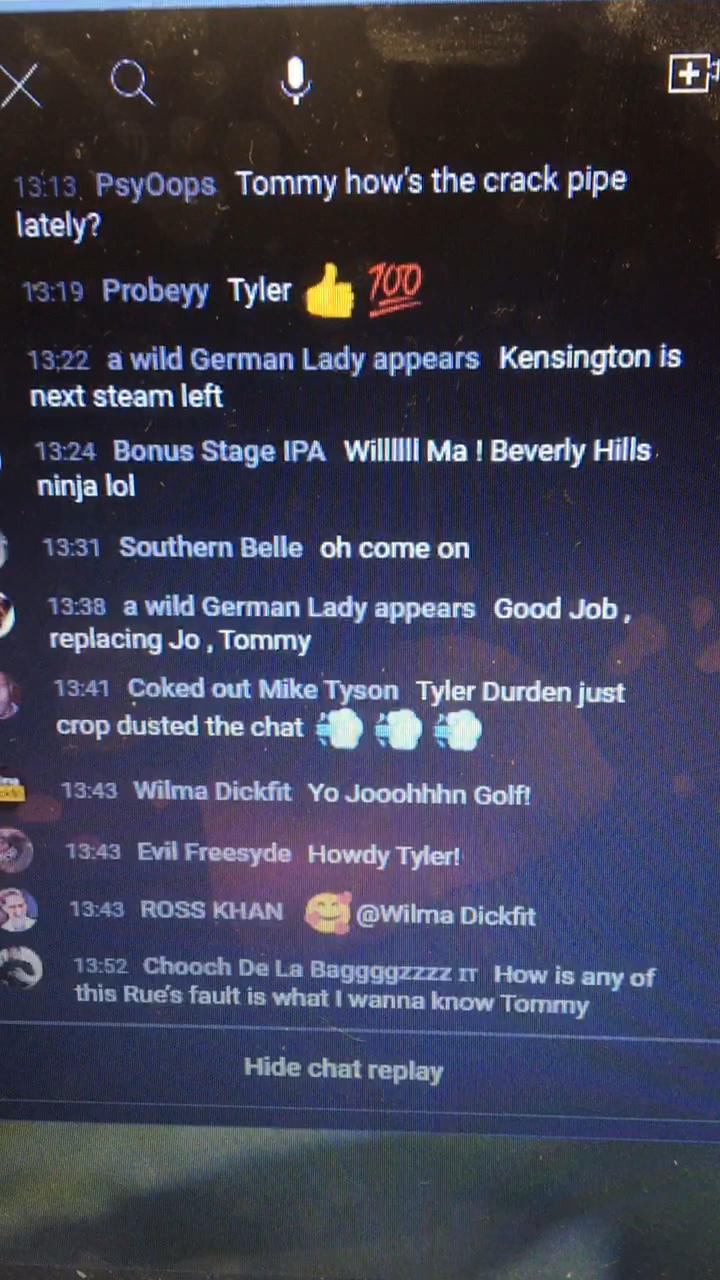 13:13 PsyOops Tommy how's the crack pipe
lately?
13:19 Probeyy Tyler 👍 💯
13:22 a wild German Lady appears Kensington is
next steam left
13:24 Bonus Stage IPA Willlllll Ma ! Beverly Hills
ninja lol
13:31 Southern Belle oh come on
13:38 a wild German Lady appears Good Job ,
replacing Jo , Tommy
13:41 Coked out Mike Tyson Tyler Durden just
crop dusted the chat 💨 💨 💨
13:43 Wilma Dickfit Yo Jooohhhn Golf!
13:43 Evil Freesyde Howdy Tyler!
13:43 ROSS KHAN 🥰 @Wilma Dickfit
13:52 Chooch De La Baggggzzzz IT How is any of
this Rue's fault is what I wanna know Tommy
Hide chat replay